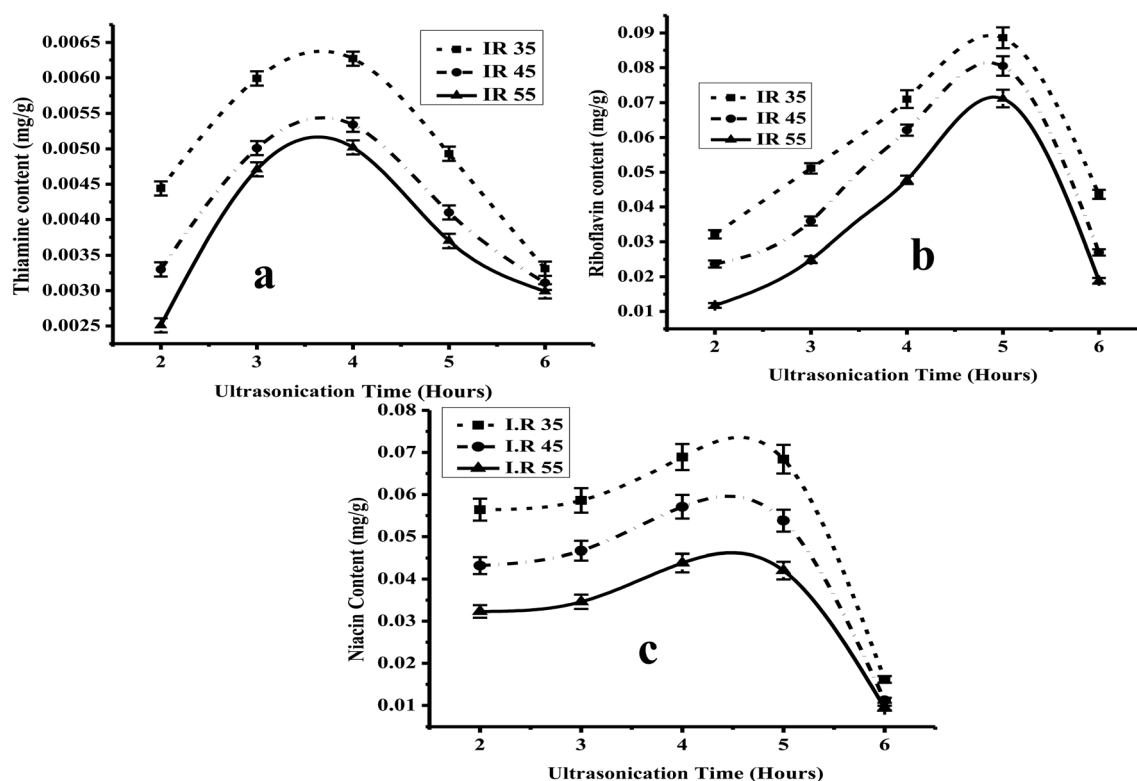 0.0065
0.0060
0.0055
0.0050
0.0045
0.0040
0.0035
0.0030
0.0025
Thiamine content (mg/g)
IR 35
IR 45
IR 55
a
2 3 4 5 6
Ultrasonication Time (Hours)
0.09
0.08
0.07
0.06
0.05
0.04
0.03
0.02
0.01
Riboflavin content (mg/g)
IR 35
IR 45
IR 55
b
2 3 4 5 6
Ultrasonication Time (Hours)
0.08
0.07
0.06
0.05
0.04
0.03
0.02
0.01
Niacin Content (mg/g)
I.R 35
I.R 45
I.R 55
c
2 3 4 5 6
Ultrasonication Time (Hours)